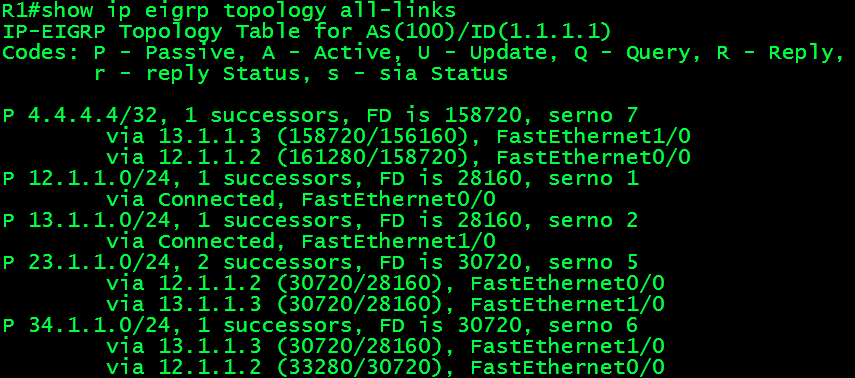 R1#show ip eigrp topology all-links
IP-EIGRP Topology Table for AS(100)/ID(1.1.1.1)
Codes: P - Passive, A - Active, U - Update, Q - Query, R - Reply,
r - reply Status, s - sia Status
P 4.4.4.4/32, 1 successors, FD is 158720, serno 7
via 13.1.1.3 (158720/156160), FastEthernet1/0
via 12.1.1.2 (161280/158720), FastEthernet0/0
P 12.1.1.0/24, 1 successors, FD is 28160, serno 1
via Connected, FastEthernet0/0
P 13.1.1.0/24, 1 successors, FD is 28160, serno 2
via Connected, FastEthernet1/0
P 23.1.1.0/24, 2 successors, FD is 30720, serno 5
via 12.1.1.2 (30720/28160), FastEthernet0/0
via 13.1.1.3 (30720/28160), FastEthernet1/0
P 34.1.1.0/24, 1 successors, FD is 30720, serno 6
via 13.1.1.3 (30720/28160), FastEthernet1/0
via 12.1.1.2 (33280/30720), FastEthernet0/0